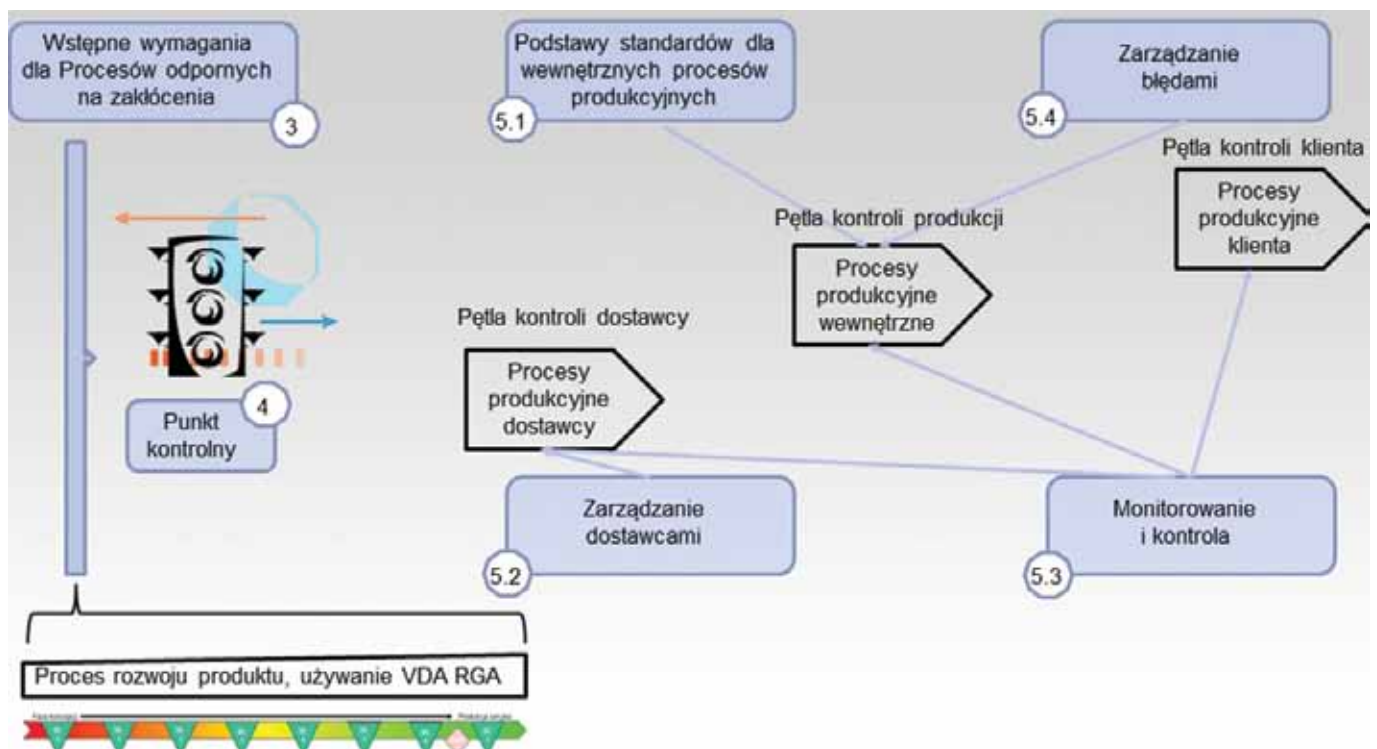 Wstępne wymagania
dla Procesów odpornych
na zakłócenia
3
Podstawy standardów dla
wewnętrznych procesów
produkcyjnych
5.1
Zarządzanie
błędami
5.4
Pętla kontroli klienta
Procesy
produkcyjne
klienta
Pętla kontroli produkcji
Procesy
produkcyjne
wewnętrzne
Pętla kontroli dostawcy
Procesy
produkcyjne
dostawcy
4
Punkt
kontrolny
Zarządzanie
dostawcami
5.2
Monitorowanie
i kontrola
5.3
Proces rozwoju produktu, używanie VDA RGA